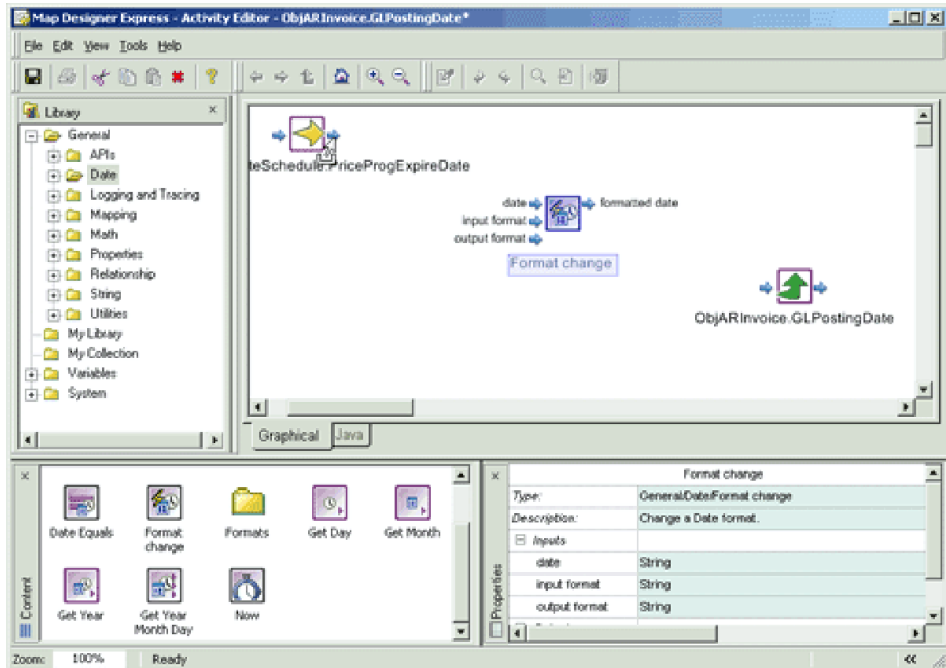 Map Designer Express - Activity Editor - ObjARInvoice.GLPostingDate*
File Edit View Tools Help
Library
General
APIs
Date
Logging and Tracing
Mapping
Math
Properties
Relationship
String
Utilities
My Library
My Collection
Variables
System
teSchedule.PriceProgExpireDate
date
formatted date
input format
output format
Format change
ObjARInvoice.GLPostingDate
Graphical Java
Date Equals
Format change
Formats
Get Day
Get Month
Get Year
Get Year Month Day
Now
Content
Properties
Format change
Type: General/Date/Format change
Description: Change a Date format.
Inputs
date String
input format String
output format String
Zoom: 100% Ready